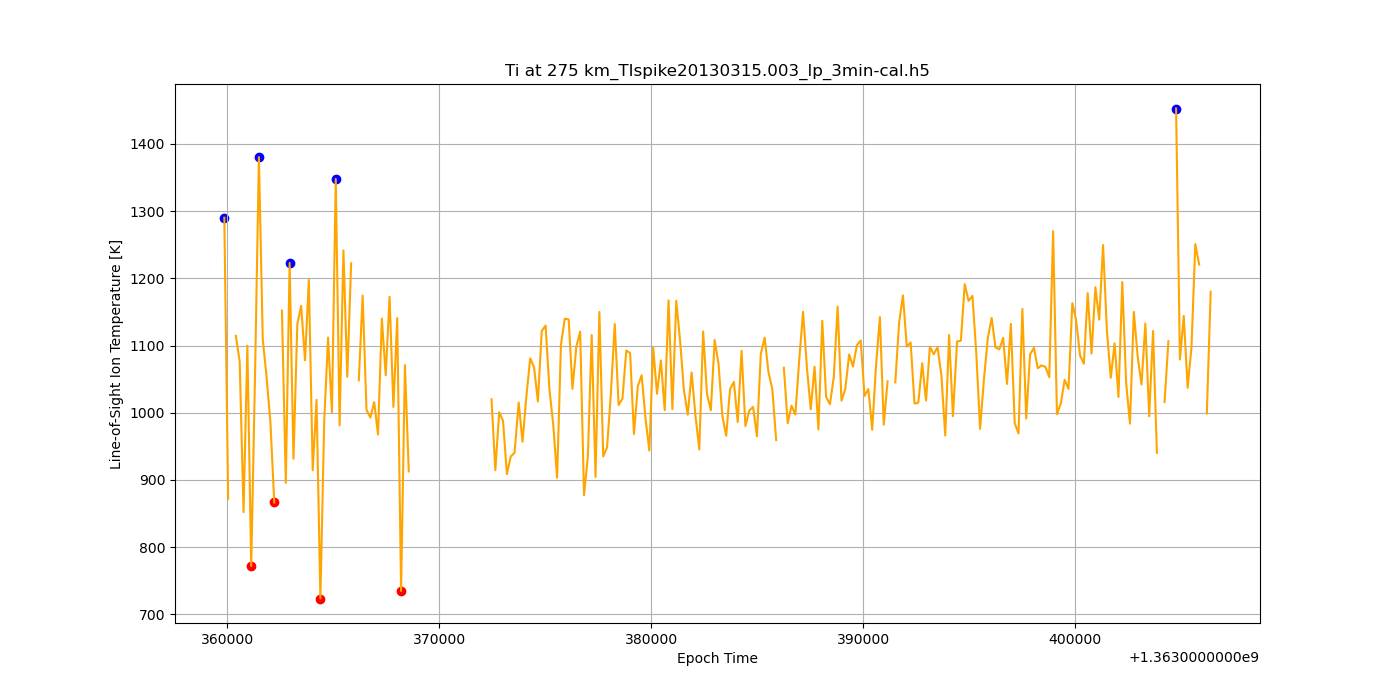 Ti at 275 km_TIspike20130315.003_lp_3min-cal.h5
Line-of-Sight Ion Temperature [K]
1400
1300
1200
1100
1000
900
800
700
360000 370000 380000 390000 400000
Epoch Time
+1.3630000000e9